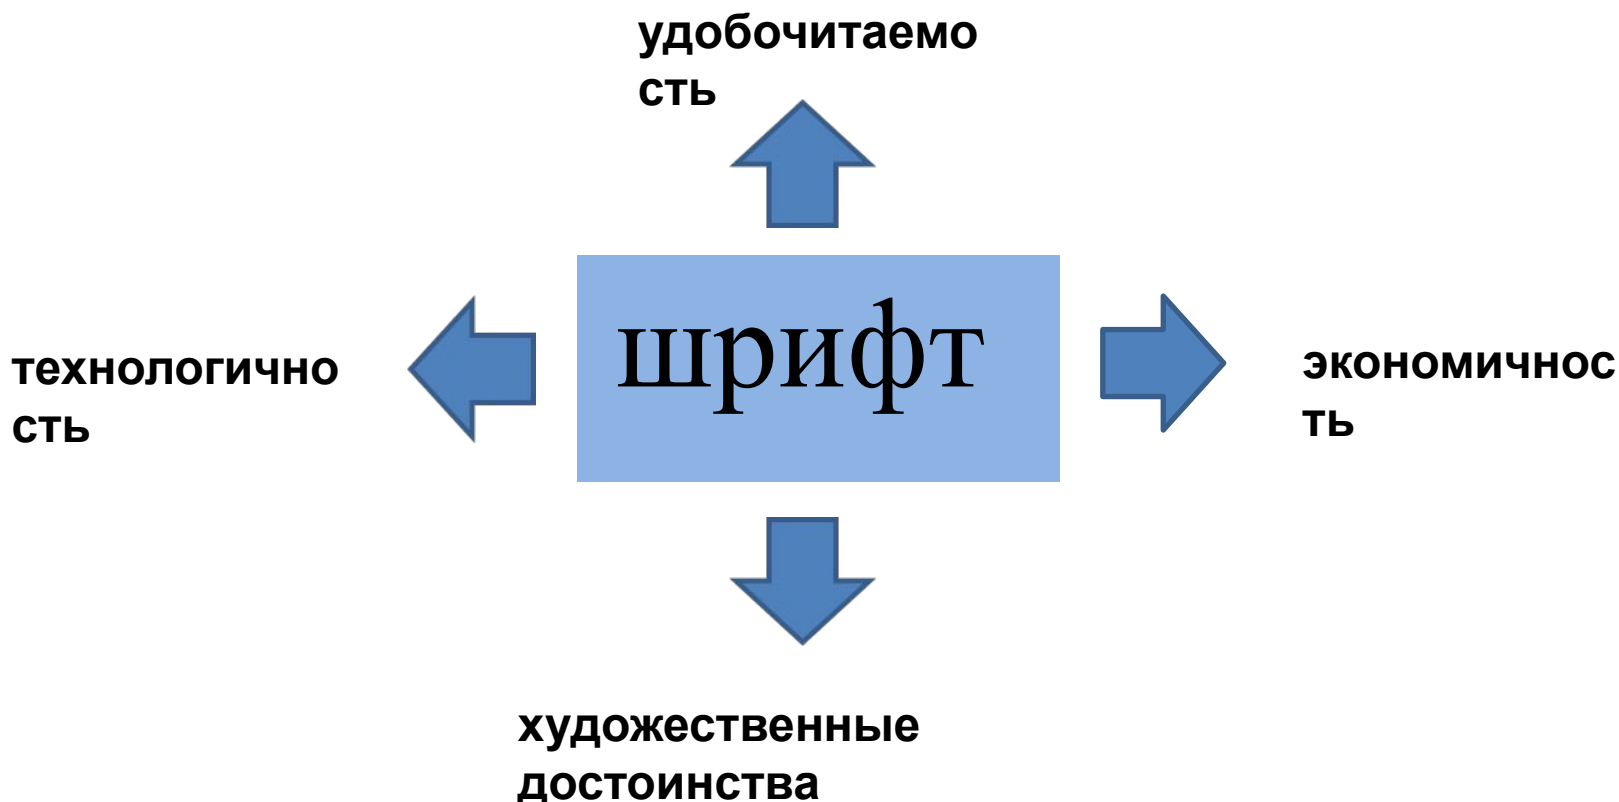 удобочитаемо
сть
шрифт
технологично
сть
экономичнос
ть
художественные
достоинства